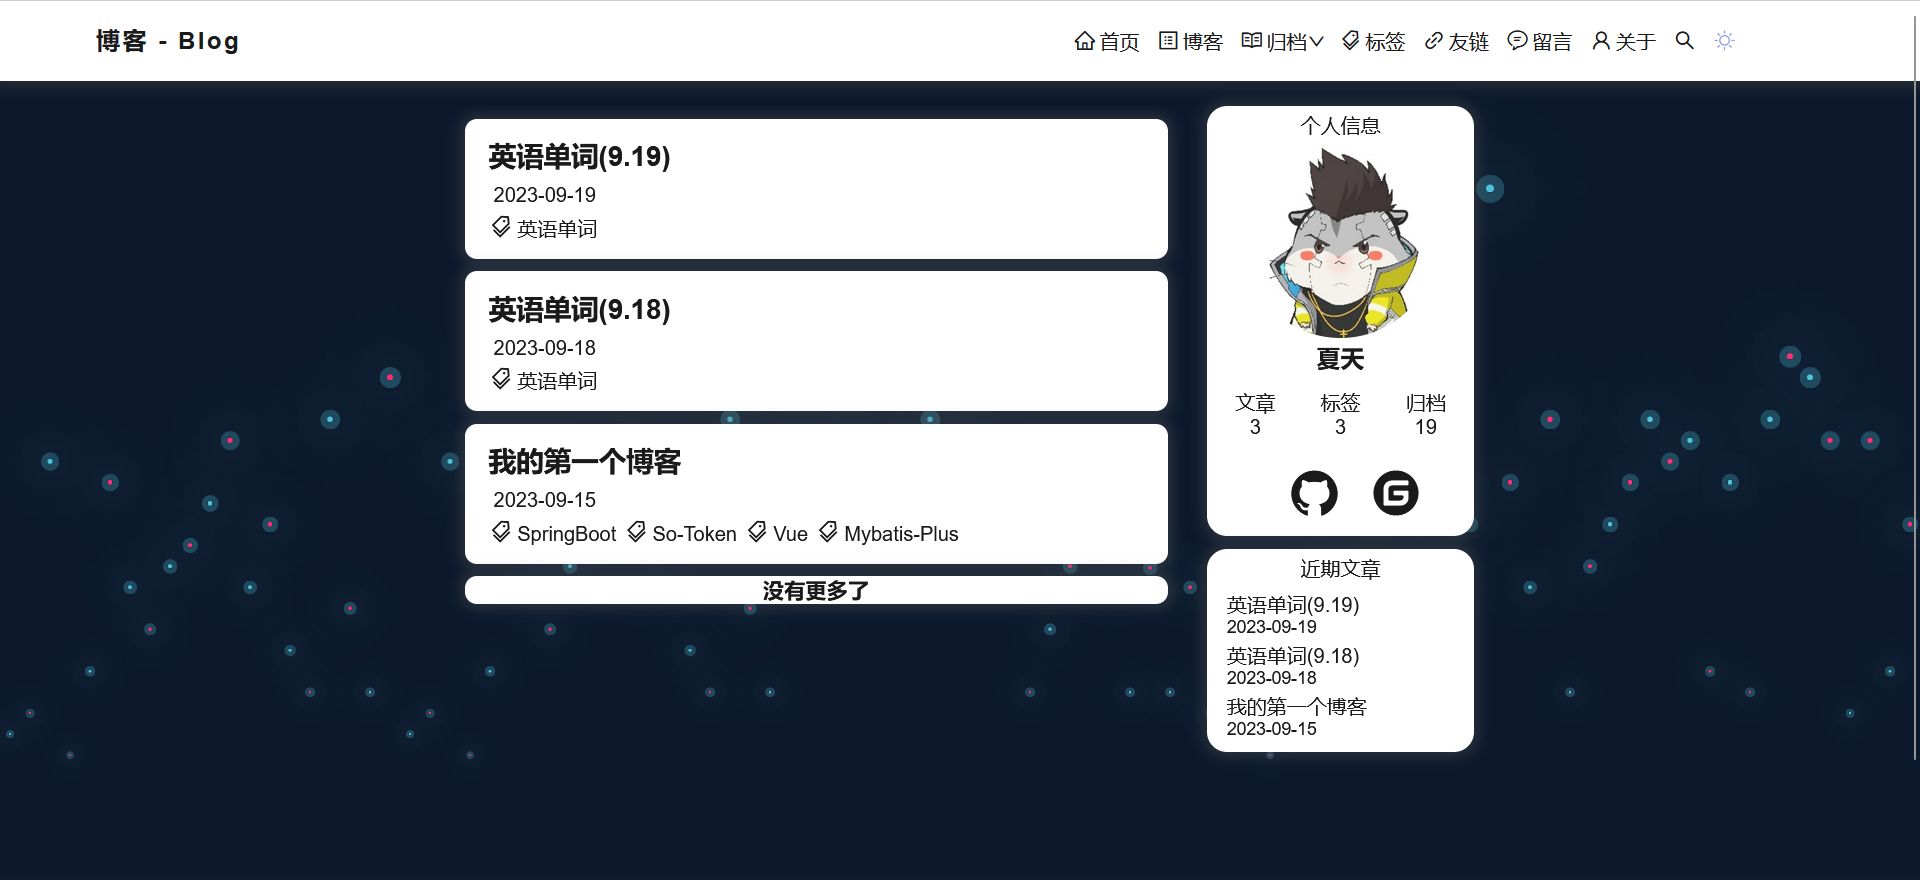 博客 - Blog
首页 博客 归档 标签 友链 留言 关于
英语单词(9.19)
2023-09-19
英语单词
英语单词(9.18)
2023-09-18
英语单词
我的第一个博客
2023-09-15
SpringBoot So-Token Vue Mybatis-Plus
没有更多了
个人信息
夏天
文章 标签 归档
3 3 19
近期文章
英语单词(9.19)
2023-09-19
英语单词(9.18)
2023-09-18
我的第一个博客
2023-09-15